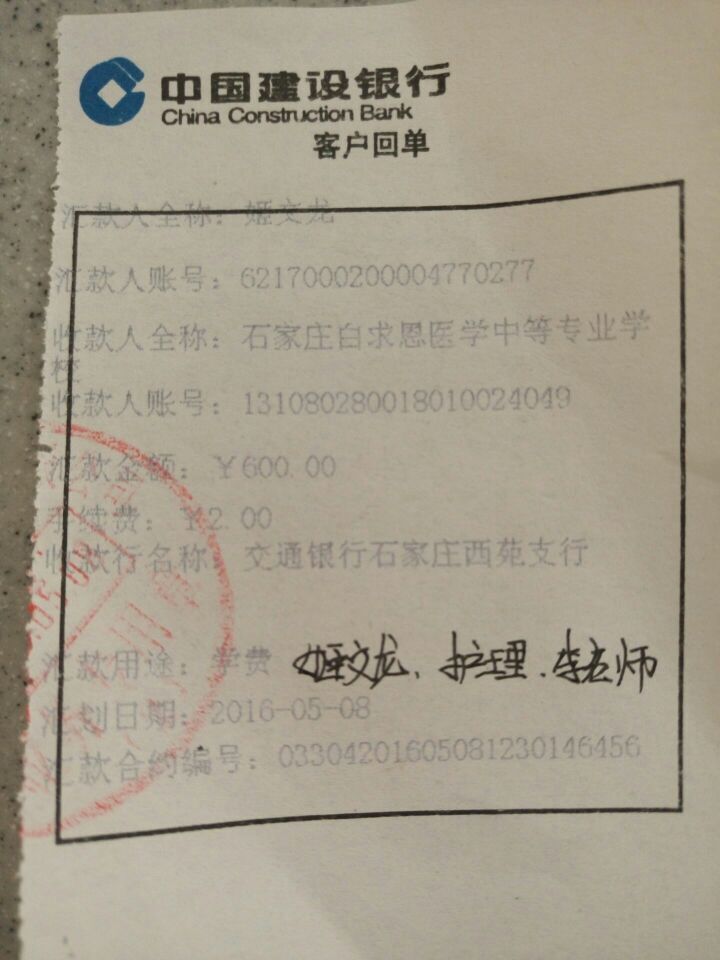 中国建设银行
China Construction Bank
客户回单
汇款人全称：姬文龙
汇款人账号：6217000200004770277
收款人全称：石家庄白求恩医学中等专业学
校
收款人账号：131080280018010024049
汇款金额：￥600.00
手续费：￥2.00
收款行名称：交通银行石家庄西苑支行
汇款用途：学费 姬文龙、护理、李老师
汇划日期：2016-05-08
汇款合约编号：033042016050812301464​56